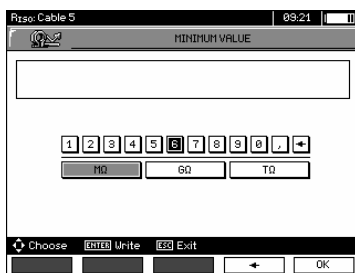 RISO: Cable 5 09:21
MINIMUM VALUE
1 2 3 4 5 6 7 8 9 0 , ←
MΩ GΩ TΩ
Choose ENTER Write ESC Exit
← OK